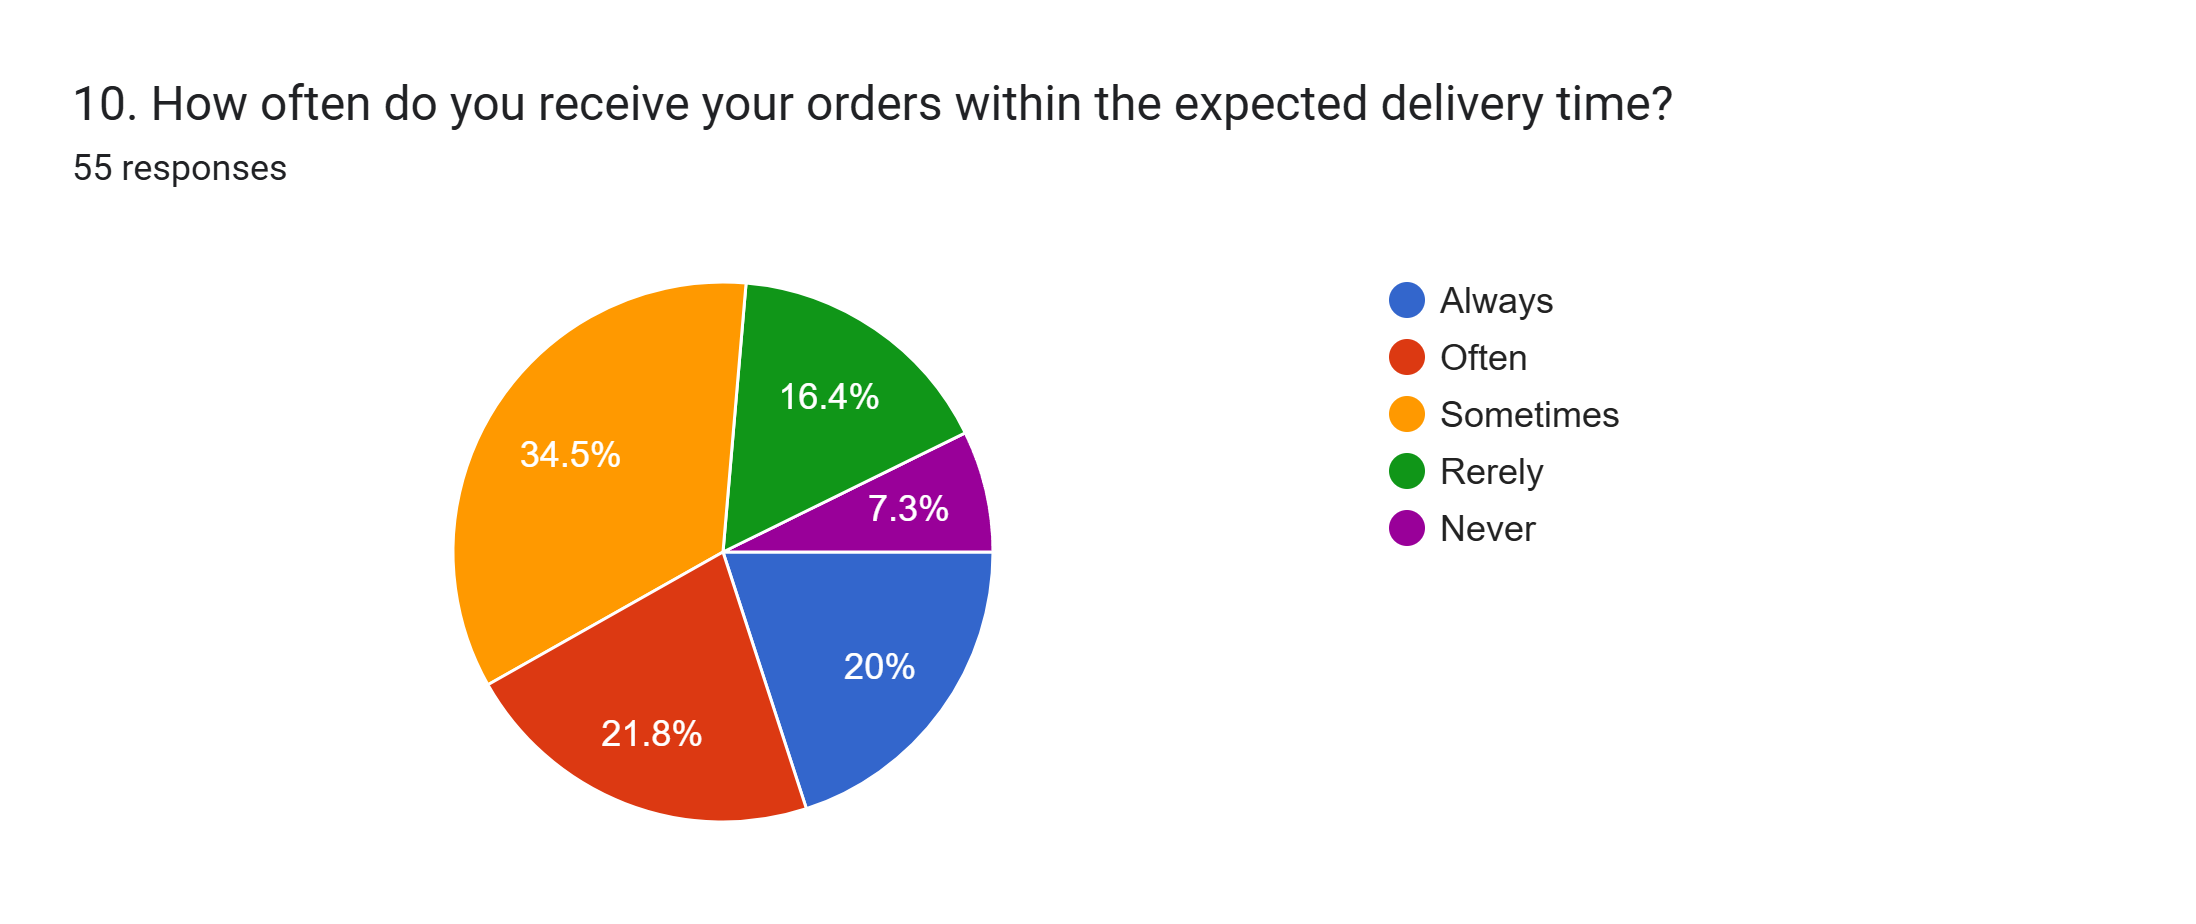 10. How often do you receive your orders within the expected delivery time?
55 responses
34.5%
16.4%
7.3%
20%
21.8%
Always
Often
Sometimes
Rerely
Never